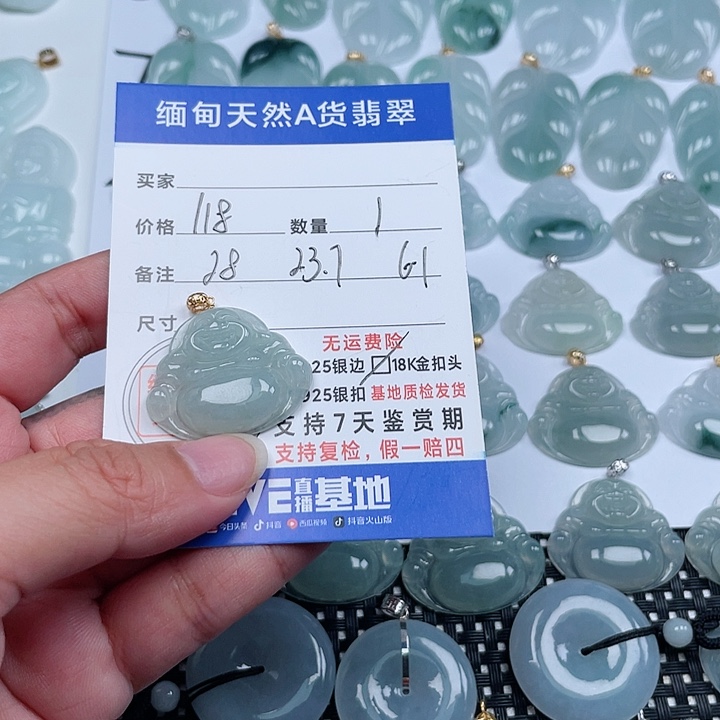 缅甸天然A货翡翠
买家
价格 118 数量 1
备注 28 23.7 6.1
尺寸
无运费险
925银边 18K金扣头
925银扣 基地质检发货
支持7天鉴赏期
支持复检,假一赔四
VE直播基地
今日头条 抖音 西瓜视频 抖音火山版